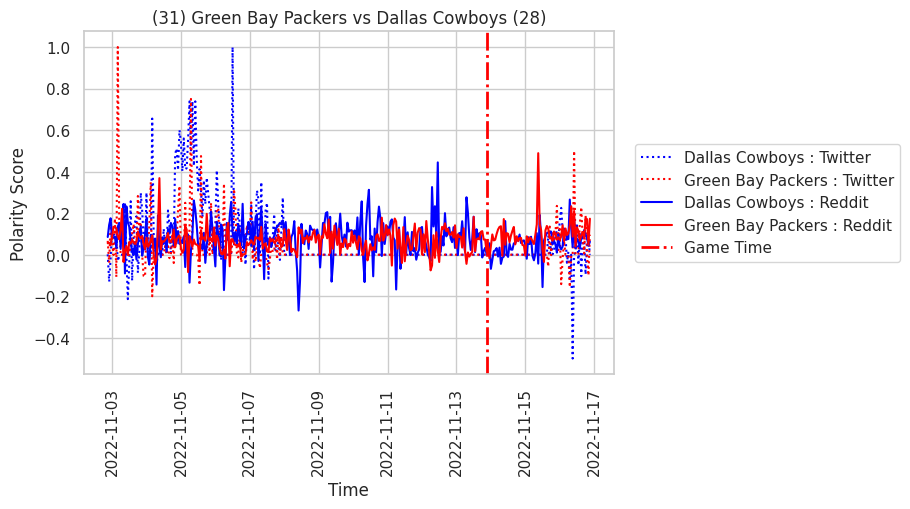 (31) Green Bay Packers vs Dallas Cowboys (28)
Polarity Score
1.0
0.8
0.6
0.4
0.2
0.0
−0.2
−0.4
2022-11-03
2022-11-05
2022-11-07
2022-11-09
2022-11-11
2022-11-13
2022-11-15
2022-11-17
Time
Dallas Cowboys : Twitter
Green Bay Packers : Twitter
Dallas Cowboys : Reddit
Green Bay Packers : Reddit
Game Time